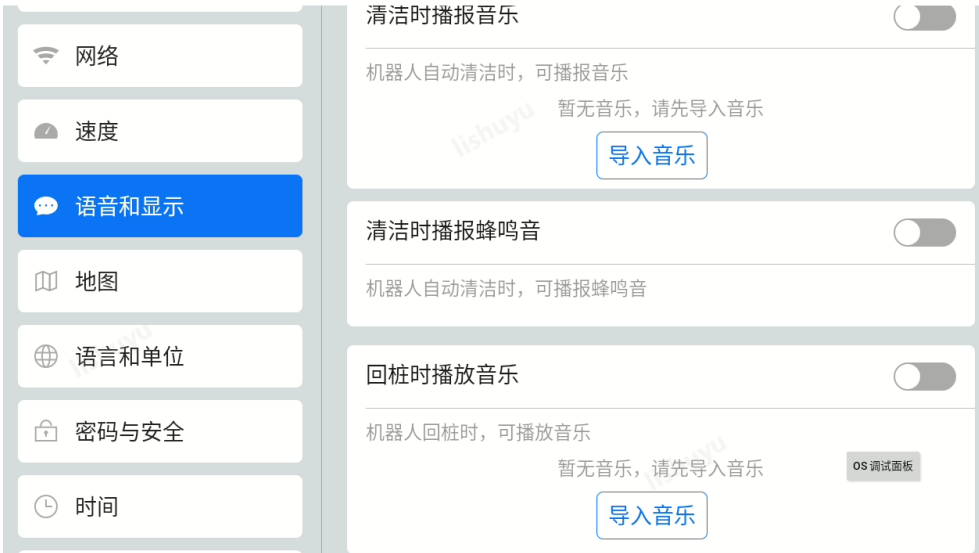 网络
速度
语音和显示
地图
语言和单位
密码与安全
时间
清洁时播报音乐
机器人自动清洁时，可播报音乐
暂无音乐，请先导入音乐
导入音乐
清洁时播报蜂鸣音
机器人自动清洁时，可播报蜂鸣音
回桩时播放音乐
机器人回桩时，可播放音乐
暂无音乐，请先导入音乐
OS 调试面板
导入音乐
lishuyu
lishuyu
lishuyu